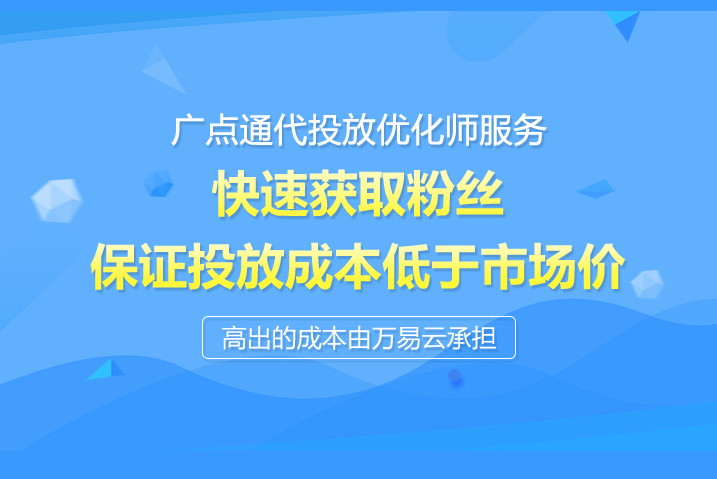 广点通代投放优化师服务
快速获取粉丝
保证投放成本低于市场价
高出的成本由万易云承担